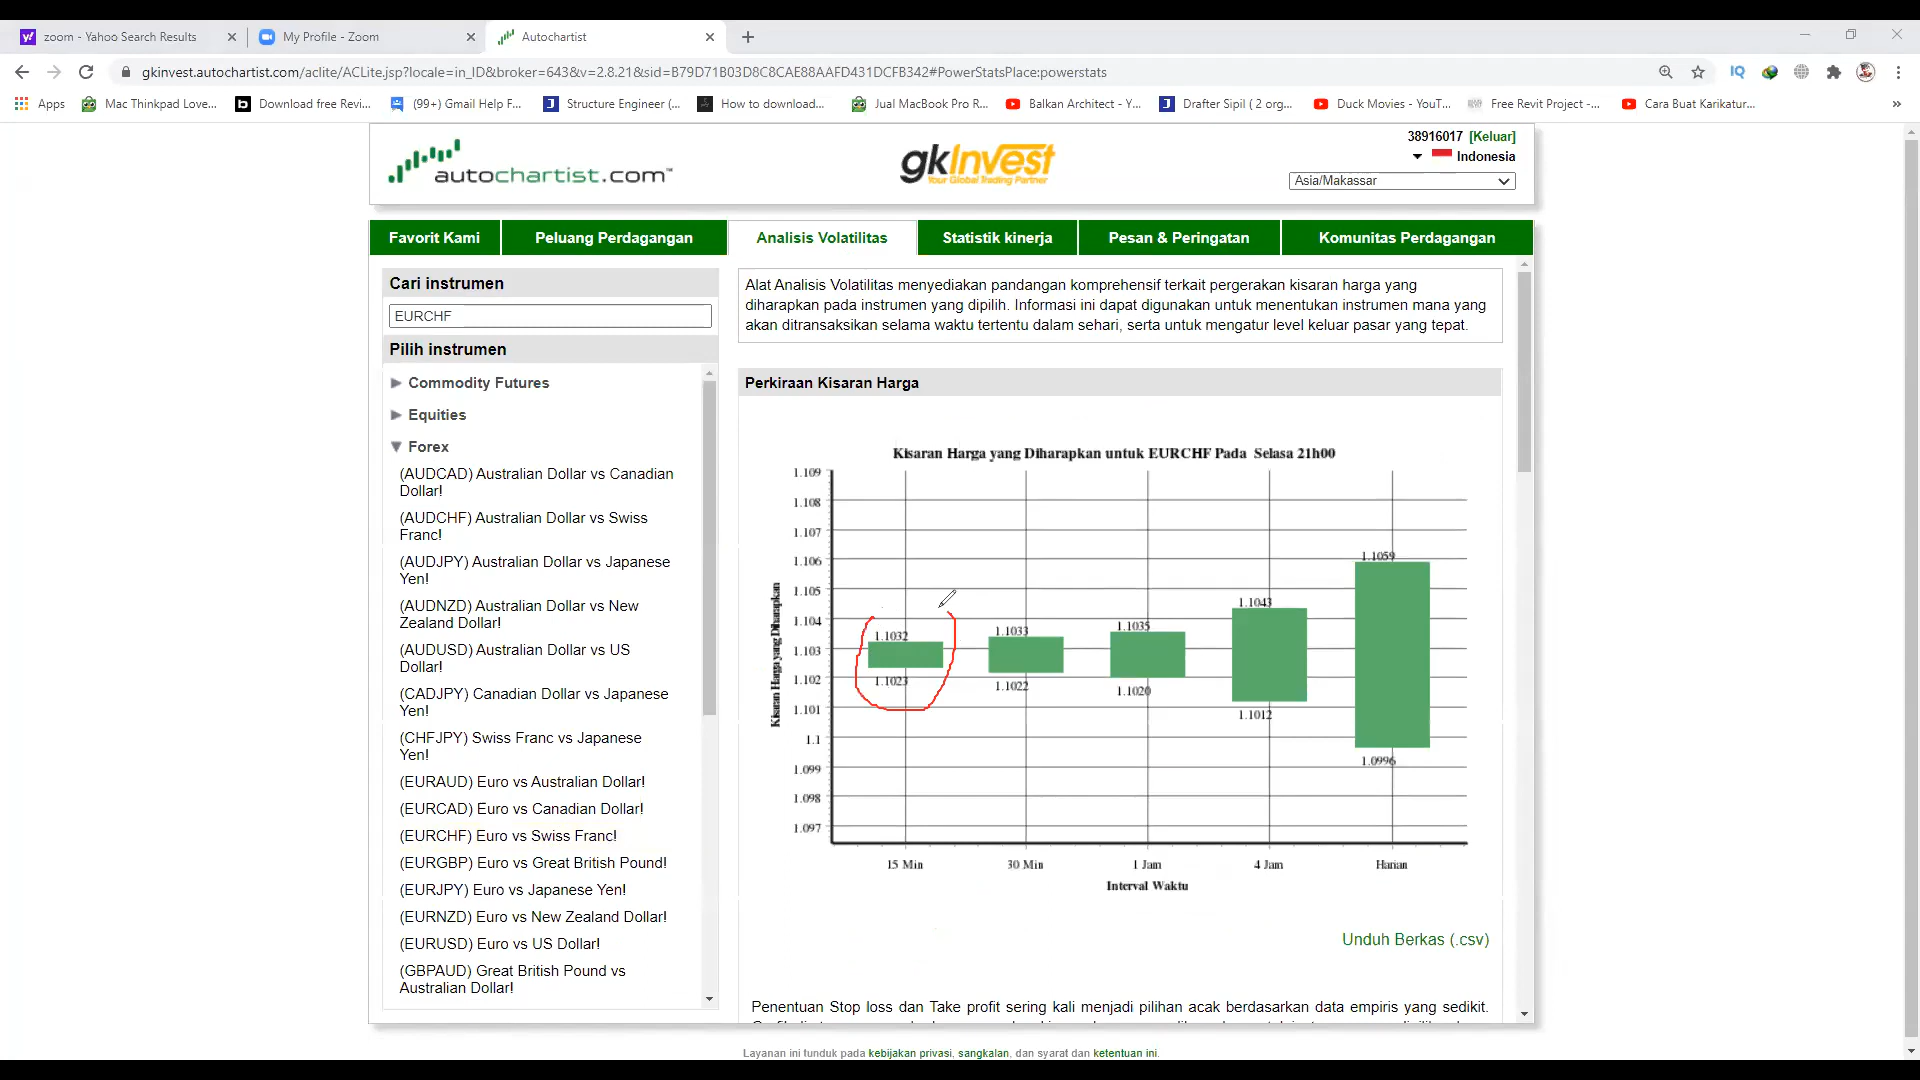 zoom - Yahoo Search Results
My Profile - Zoom
Autochartist
gkinvest.autochartist.com/aclite/ACLite.jsp?locale=in_ID&broker=643&v=2.8.21&sid=B79D71B03D8C8CAE88AAFD431DCFB342#PowerStatsPlace:powerstats
Apps
Mac Thinkpad Love...
Download free Revi...
(99+) Gmail Help F...
Structure Engineer (...
How to download...
Jual MacBook Pro R...
Balkan Architect - Y...
Drafter Sipil ( 2 org...
Duck Movies - YouT...
Free Revit Project -...
Cara Buat Karikatur...
autochartist.com™
gkInvest
Your Global Trading Partner
38916017 [Keluar]
Indonesia
Asia/Makassar
Favorit Kami
Peluang Perdagangan
Analisis Volatilitas
Statistik kinerja
Pesan & Peringatan
Komunitas Perdagangan
Cari instrumen
EURCHF
Pilih instrumen
Commodity Futures
Equities
Forex
(AUDCAD) Australian Dollar vs Canadian
Dollar!
(AUDCHF) Australian Dollar vs Swiss
Franc!
(AUDJPY) Australian Dollar vs Japanese
Yen!
(AUDNZD) Australian Dollar vs New
Zealand Dollar!
(AUDUSD) Australian Dollar vs US
Dollar!
(CADJPY) Canadian Dollar vs Japanese
Yen!
(CHFJPY) Swiss Franc vs Japanese
Yen!
(EURAUD) Euro vs Australian Dollar!
(EURCAD) Euro vs Canadian Dollar!
(EURCHF) Euro vs Swiss Franc!
(EURGBP) Euro vs Great British Pound!
(EURJPY) Euro vs Japanese Yen!
(EURNZD) Euro vs New Zealand Dollar!
(EURUSD) Euro vs US Dollar!
(GBPAUD) Great British Pound vs
Australian Dollar!
Alat Analisis Volatilitas menyediakan pandangan komprehensif terkait pergerakan kisaran harga yang
diharapkan pada instrumen yang dipilih. Informasi ini dapat digunakan untuk menentukan instrumen mana yang
akan ditransaksikan selama waktu tertentu dalam sehari, serta untuk mengatur level keluar pasar yang tepat.
Perkiraan Kisaran Harga
Kisaran Harga yang Diharapkan untuk EURCHF Pada Selasa 21h00
Kisaran Harga yang Diharapkan
1.109
1.108
1.107
1.106
1.105
1.104
1.103
1.102
1.101
1.1
1.099
1.098
1.097
1.1032
1.1023
1.1033
1.1022
1.1035
1.1020
1.1043
1.1012
1.1059
1.0996
15 Min
30 Min
1 Jam
4 Jam
Harian
Interval Waktu
Unduh Berkas (.csv)
Penentuan Stop loss dan Take profit sering kali menjadi pilihan acak berdasarkan data empiris yang sedikit.
Layanan ini tunduk pada kebijakan privasi, sangkalan, dan syarat dan ketentuan ini.
IQ